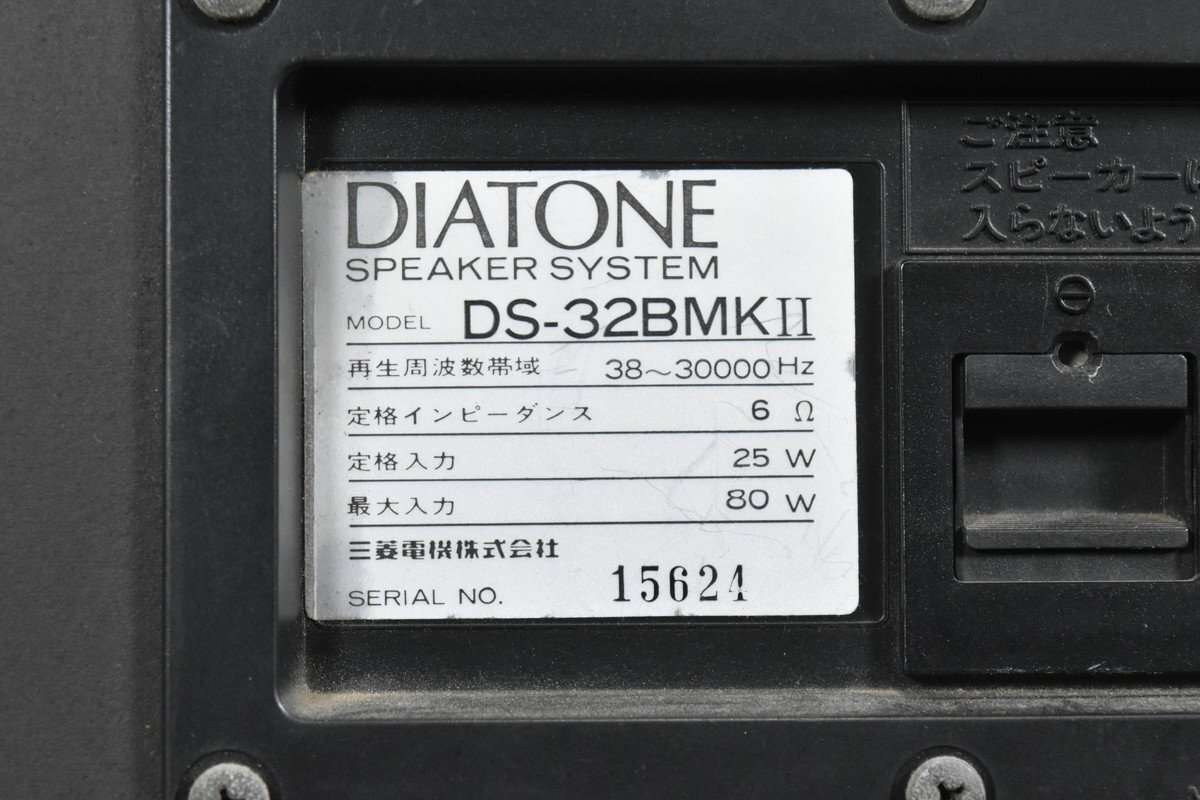 DIATONE
SPEAKER SYSTEM
MODEL DS-32BMKII
再生周波数帯域 38～30000Hz
定格インピーダンス 6 Ω
定格入力 25 W
最大入力 80 W
三菱電機株式会社
SERIAL NO. 15624
ご注意
スピーカーに
入らないよう
⊖